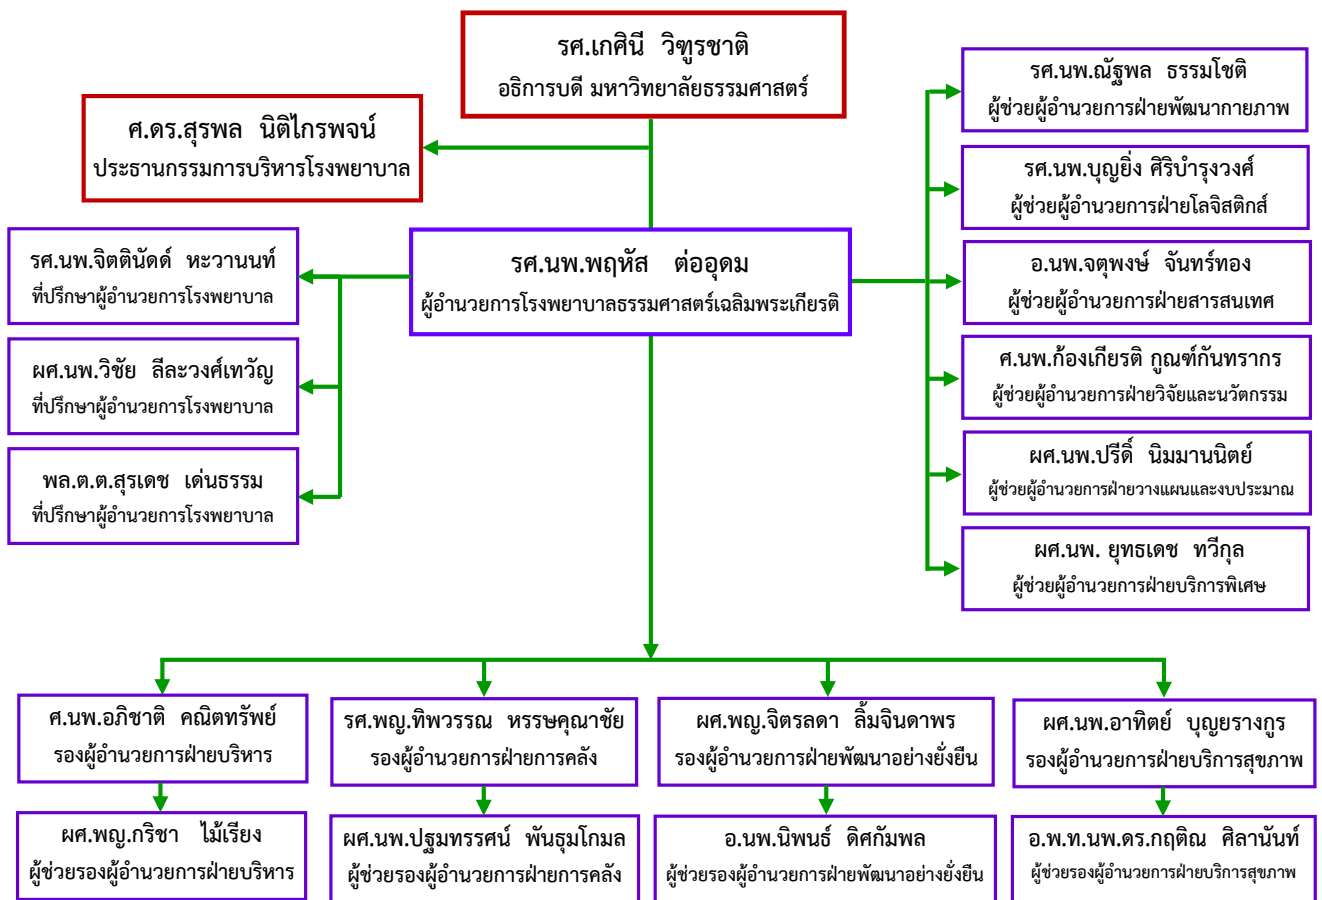 รศ.เกศินี วิฑูรชาติ
อธิการบดี มหาวิทยาลัยธรรมศาสตร์
ศ.ดร.สุรพล นิติไกรพจน์
ประธานกรรมการบริหารโรงพยาบาล
รศ.นพ.พฤหัส ต่ออุดม
ผู้อำนวยการโรงพยาบาลธรรมศาสตร์เฉลิมพระเกียรติ
รศ.นพ.จิตตินัดด์ หะวานนท์
ที่ปรึกษาผู้อำนวยการโรงพยาบาล
ผศ.นพ.วิชัย ลีละวงศ์เทวัญ
ที่ปรึกษาผู้อำนวยการโรงพยาบาล
พล.ต.ต.สุรเดช เด่นธรรม
ที่ปรึกษาผู้อำนวยการโรงพยาบาล
รศ.นพ.ณัฐพล ธรรมโชติ
ผู้ช่วยผู้อำนวยการฝ่ายพัฒนากายภาพ
รศ.นพ.บุญยิ่ง ศิริบำรุงวงศ์
ผู้ช่วยผู้อำนวยการฝ่ายโลจิสติกส์
อ.นพ.จตุพงษ์ จันทร์ทอง
ผู้ช่วยผู้อำนวยการฝ่ายสารสนเทศ
ศ.นพ.ก้องเกียรติ กูณฑ์กันทรากร
ผู้ช่วยผู้อำนวยการฝ่ายวิจัยและนวัตกรรม
ผศ.นพ.ปรีดิ์ นิมมานนิตย์
ผู้ช่วยผู้อำนวยการฝ่ายวางแผนและงบประมาณ
ผศ.นพ. ยุทธเดช ทวีกุล
ผู้ช่วยผู้อำนวยการฝ่ายบริการพิเศษ
ศ.นพ.อภิชาติ คณิตทรัพย์
รองผู้อำนวยการฝ่ายบริหาร
รศ.พญ.ทิพวรรณ หรรษคุณาชัย
รองผู้อำนวยการฝ่ายการคลัง
ผศ.พญ.จิตรลดา ลิ้มจินดาพร
รองผู้อำนวยการฝ่ายพัฒนาอย่างยั่งยืน
ผศ.นพ.อาทิตย์ บุญยรางกูร
รองผู้อำนวยการฝ่ายบริการสุขภาพ
ผศ.พญ.กริชา ไม้เรียง
ผู้ช่วยรองผู้อำนวยการฝ่ายบริหาร
ผศ.นพ.ปฐมทรรศน์ พันธุมโกมล
ผู้ช่วยรองผู้อำนวยการฝ่ายการคลัง
อ.นพ.นิพนธ์ ดิศกัมพล
ผู้ช่วยรองผู้อำนวยการฝ่ายพัฒนาอย่างยั่งยืน
อ.พ.ท.นพ.ดร.กฤติณ ศิลานันท์
ผู้ช่วยรองผู้อำนวยการฝ่ายบริการสุขภาพ